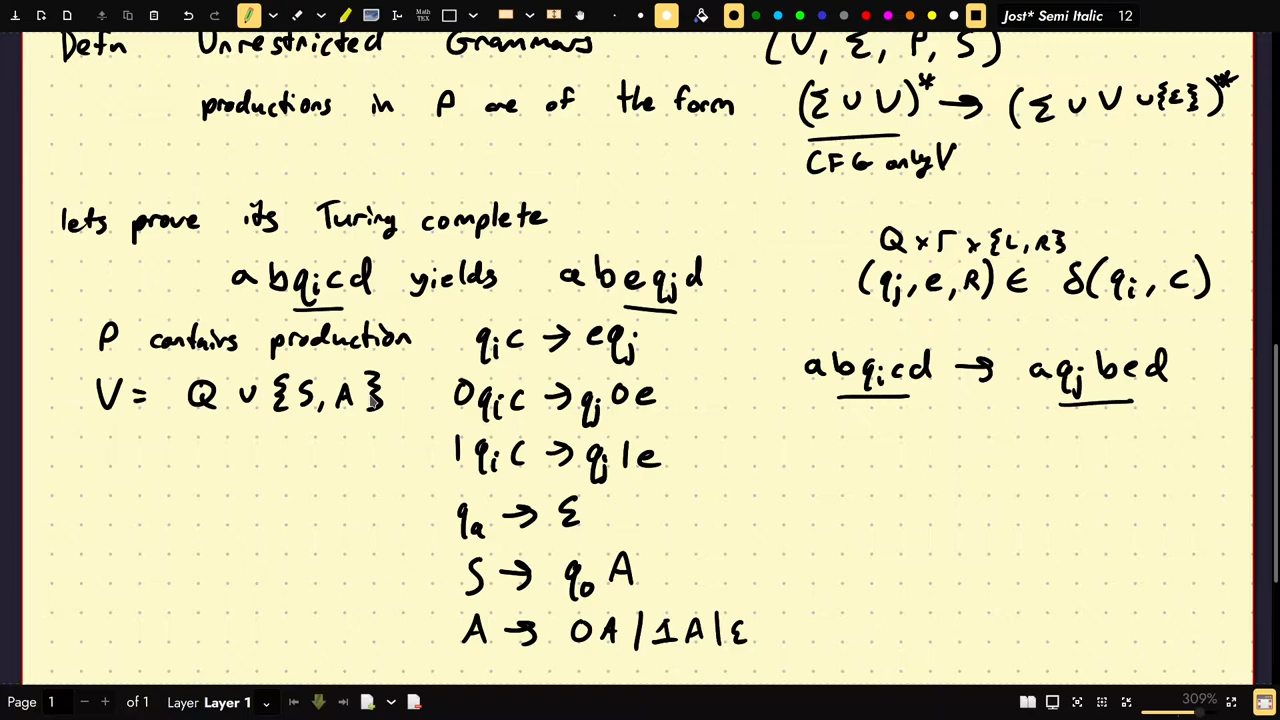 Jost* Semi Italic 12
Defn Unrestricted Grammars (V, Σ, P, S)
productions in P are of the form (Σ ∪ V)* → (Σ ∪ V ∪ {ε})*
CFG only V
lets prove its Turing complete
Q × Γ × {L, R}
a b qi c d yields a b e qj d (qj, e, R) ∈ δ(qi, c)
P contains production qi c → e qj
a b qi c d → a qj b e d
V = Q ∪ {S, A} 0 qi c → qj 0 e
1 qi c → qj 1 e
qa → ε
S → q0 A
A → 0A | 1A | ε
Page 1 of 1 Layer Layer 1 309%